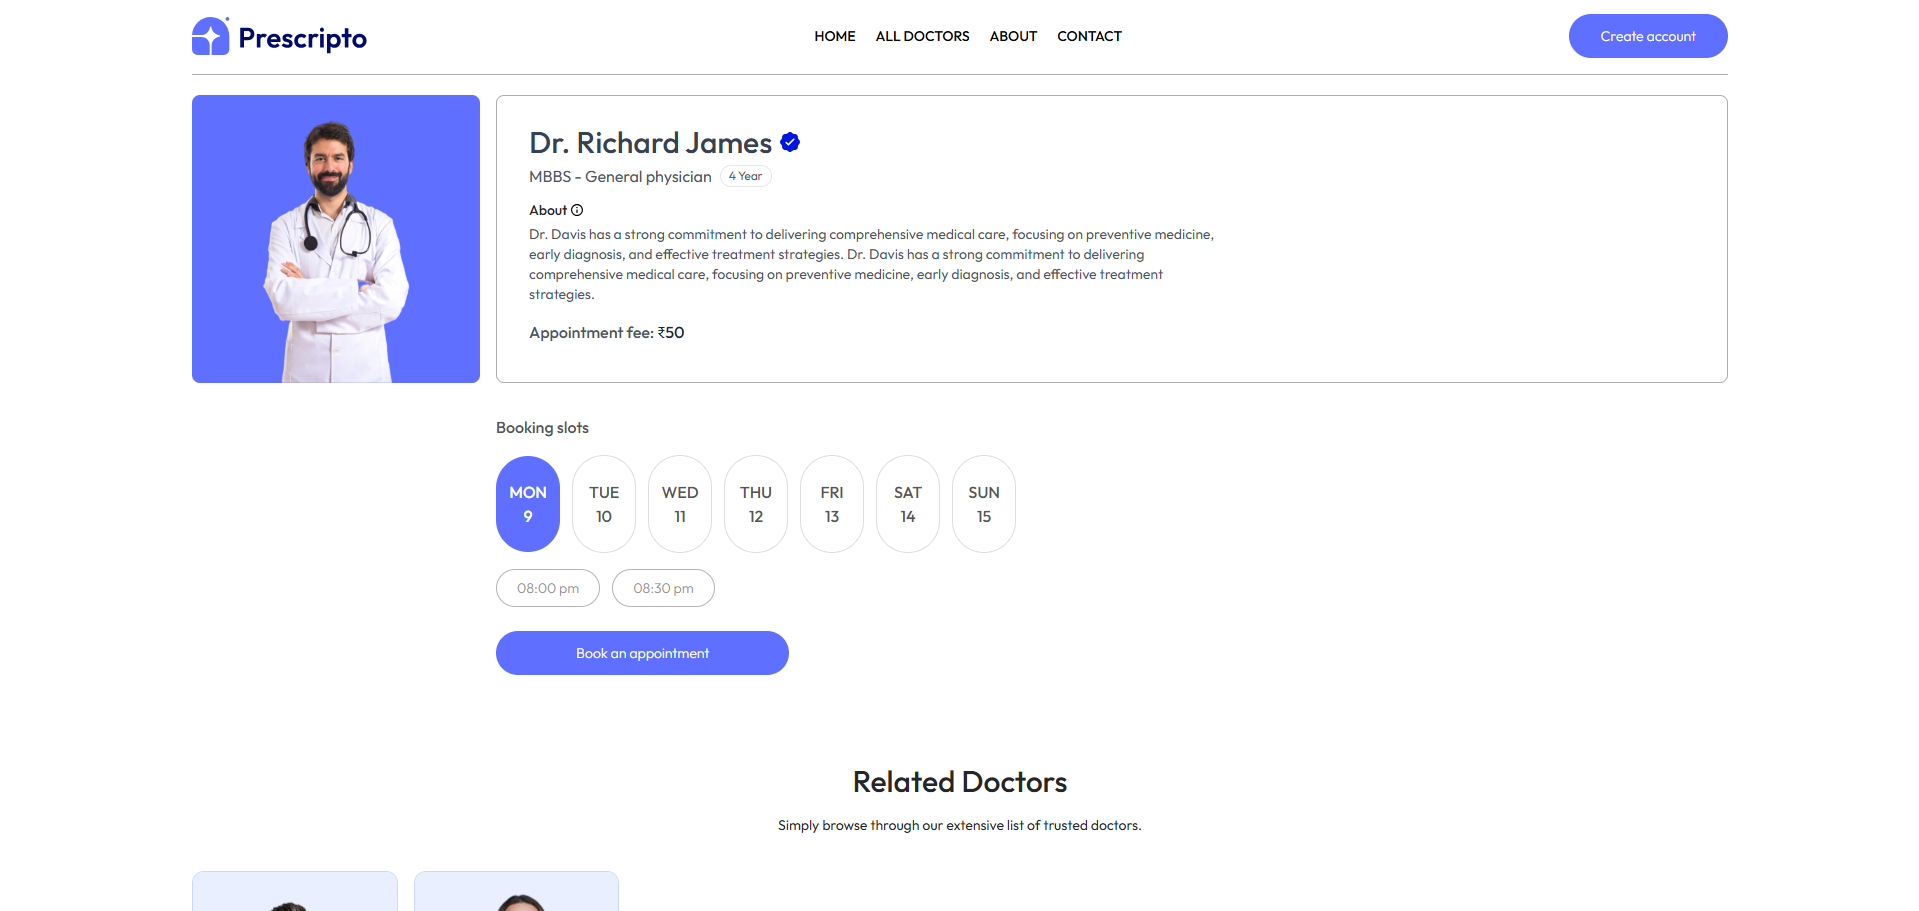 Prescripto
HOME ALL DOCTORS ABOUT CONTACT
Create account
Dr. Richard James
MBBS - General physician 4 Year
About
Dr. Davis has a strong commitment to delivering comprehensive medical care, focusing on preventive medicine,
early diagnosis, and effective treatment strategies. Dr. Davis has a strong commitment to delivering
comprehensive medical care, focusing on preventive medicine, early diagnosis, and effective treatment
strategies.
Appointment fee: ₹50
Booking slots
MON TUE WED THU FRI SAT SUN
9 10 11 12 13 14 15
08:00 pm 08:30 pm
Book an appointment
Related Doctors
Simply browse through our extensive list of trusted doctors.